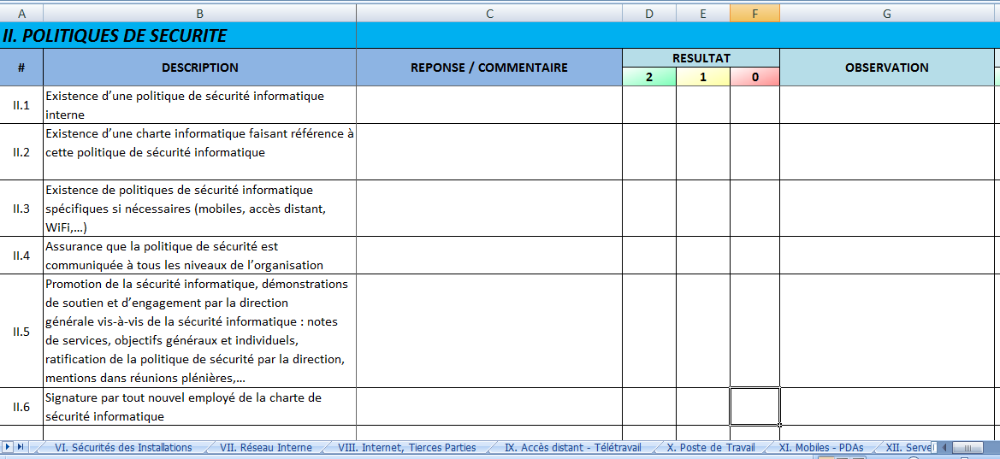 A B C D E F G
II. POLITIQUES DE SECURITE
# DESCRIPTION REPONSE / COMMENTAIRE RESULTAT OBSERVATION
2 1 0
II.1 Existence d’une politique de sécurité informatique
interne
II.2 Existence d’une charte informatique faisant référence à
cette politique de sécurité informatique
II.3 Existence de politiques de sécurité informatique
spécifiques si nécessaires (mobiles, accès distant,
WiFi,…)
II.4 Assurance que la politique de sécurité est
communiquée à tous les niveaux de l’organisation
II.5 Promotion de la sécurité informatique, démonstrations
de soutien et d’engagement par la direction
générale vis-à-vis de la sécurité informatique : notes
de services, objectifs généraux et individuels,
ratification de la politique de sécurité par la direction,
mentions dans réunions plénières,…
II.6 Signature par tout nouvel employé de la charte de
sécurité informatique
VI. Sécurités des Installations VII. Réseau Interne VIII. Internet, Tierces Parties IX. Accès distant - Télétravail X. Poste de Travail XI. Mobiles - PDAs XII. Serve